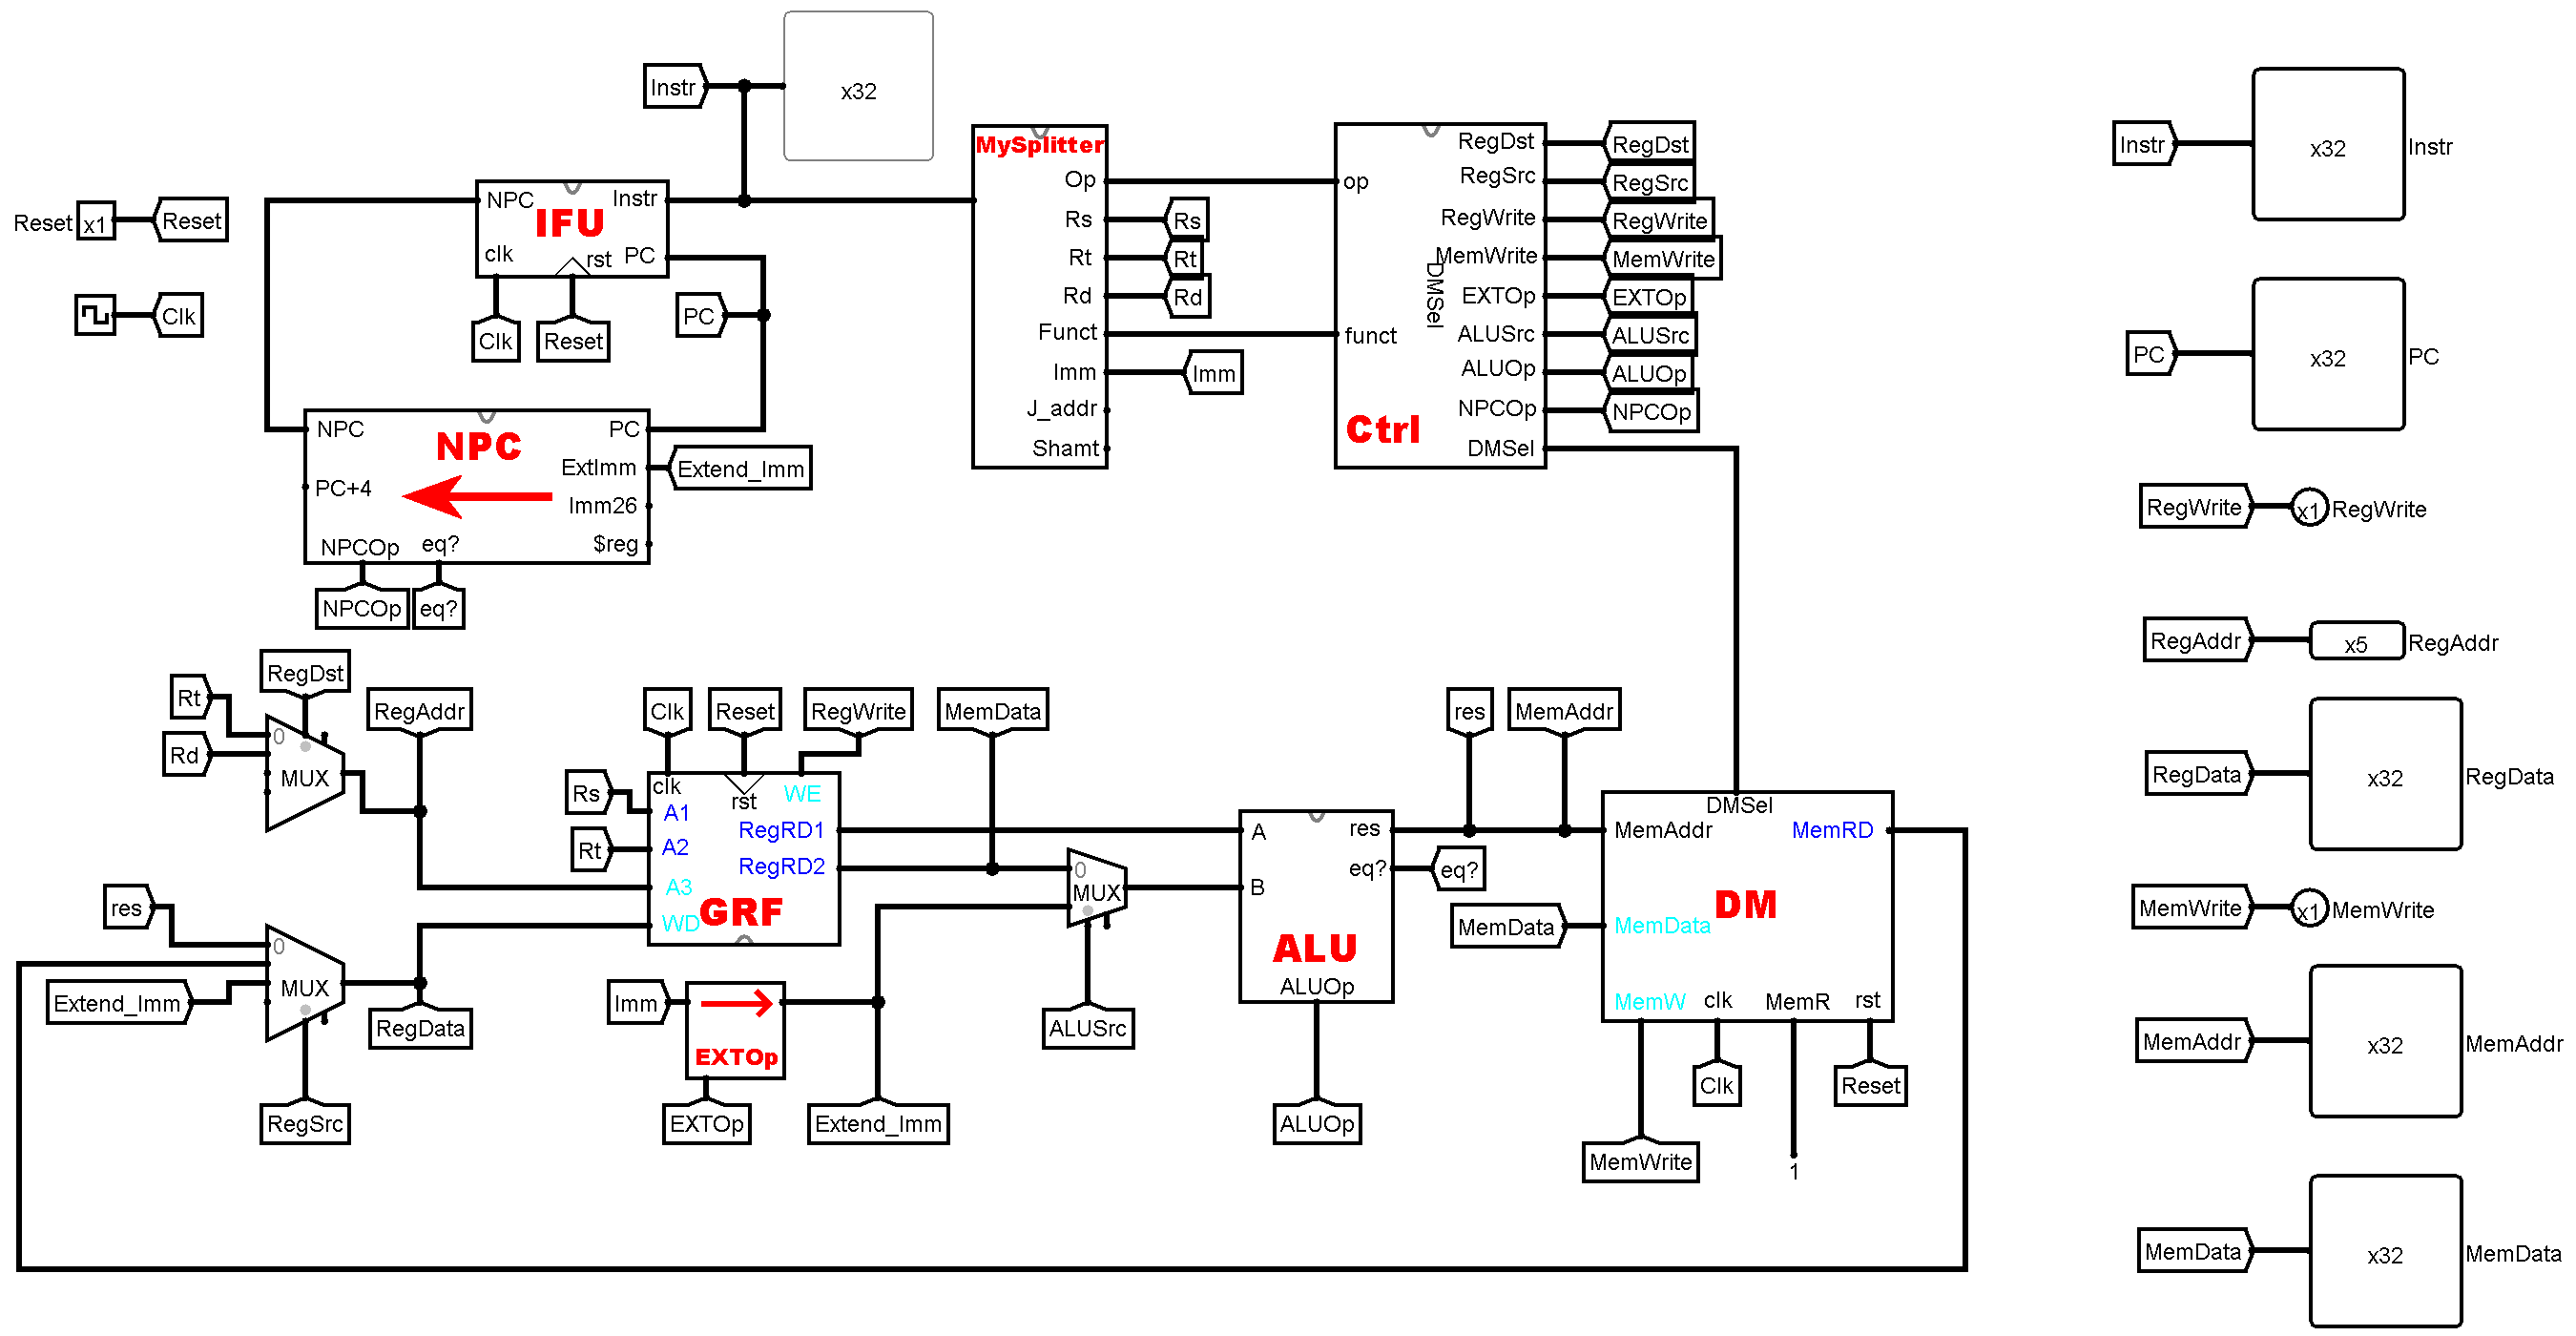 Instr
x32
Reset
x1
Reset
Clk
NPC
Instr
IFU
clk
rst
PC
Clk
Reset
PC
NPC
PC
NPC
ExtImm
Extend_Imm
PC+4
Imm26
NPCOp
eq?
$reg
NPCOp
eq?
MySplitter
Op
Rs
Rs
Rt
Rt
Rd
Rd
Funct
Imm
Imm
J_addr
Shamt
op
funct
DMSel
Ctrl
RegDst
RegDst
RegSrc
RegSrc
RegWrite
RegWrite
MemWrite
MemWrite
EXTOp
EXTOp
ALUSrc
ALUSrc
ALUOp
ALUOp
NPCOp
NPCOp
DMSel
Instr
x32
Instr
PC
x32
PC
RegWrite
x1
RegWrite
RegAddr
x5
RegAddr
RegData
x32
RegData
MemWrite
x1
MemWrite
MemAddr
x32
MemAddr
MemData
x32
MemData
RegDst
Rt
0
Rd
MUX
RegAddr
res
0
Extend_Imm
MUX
RegData
RegSrc
Clk
Reset
RegWrite
MemData
clk
rst
WE
Rs
A1
RegRD1
Rt
A2
RegRD2
A3
WD
GRF
Imm
EXTOp
EXTOp
Extend_Imm
0
MUX
ALUSrc
A
res
eq?
eq?
B
ALU
ALUOp
ALUOp
res
MemAddr
DMSel
MemAddr
MemRD
DM
MemData
MemData
MemW
clk
MemR
rst
Clk
Reset
MemWrite
1